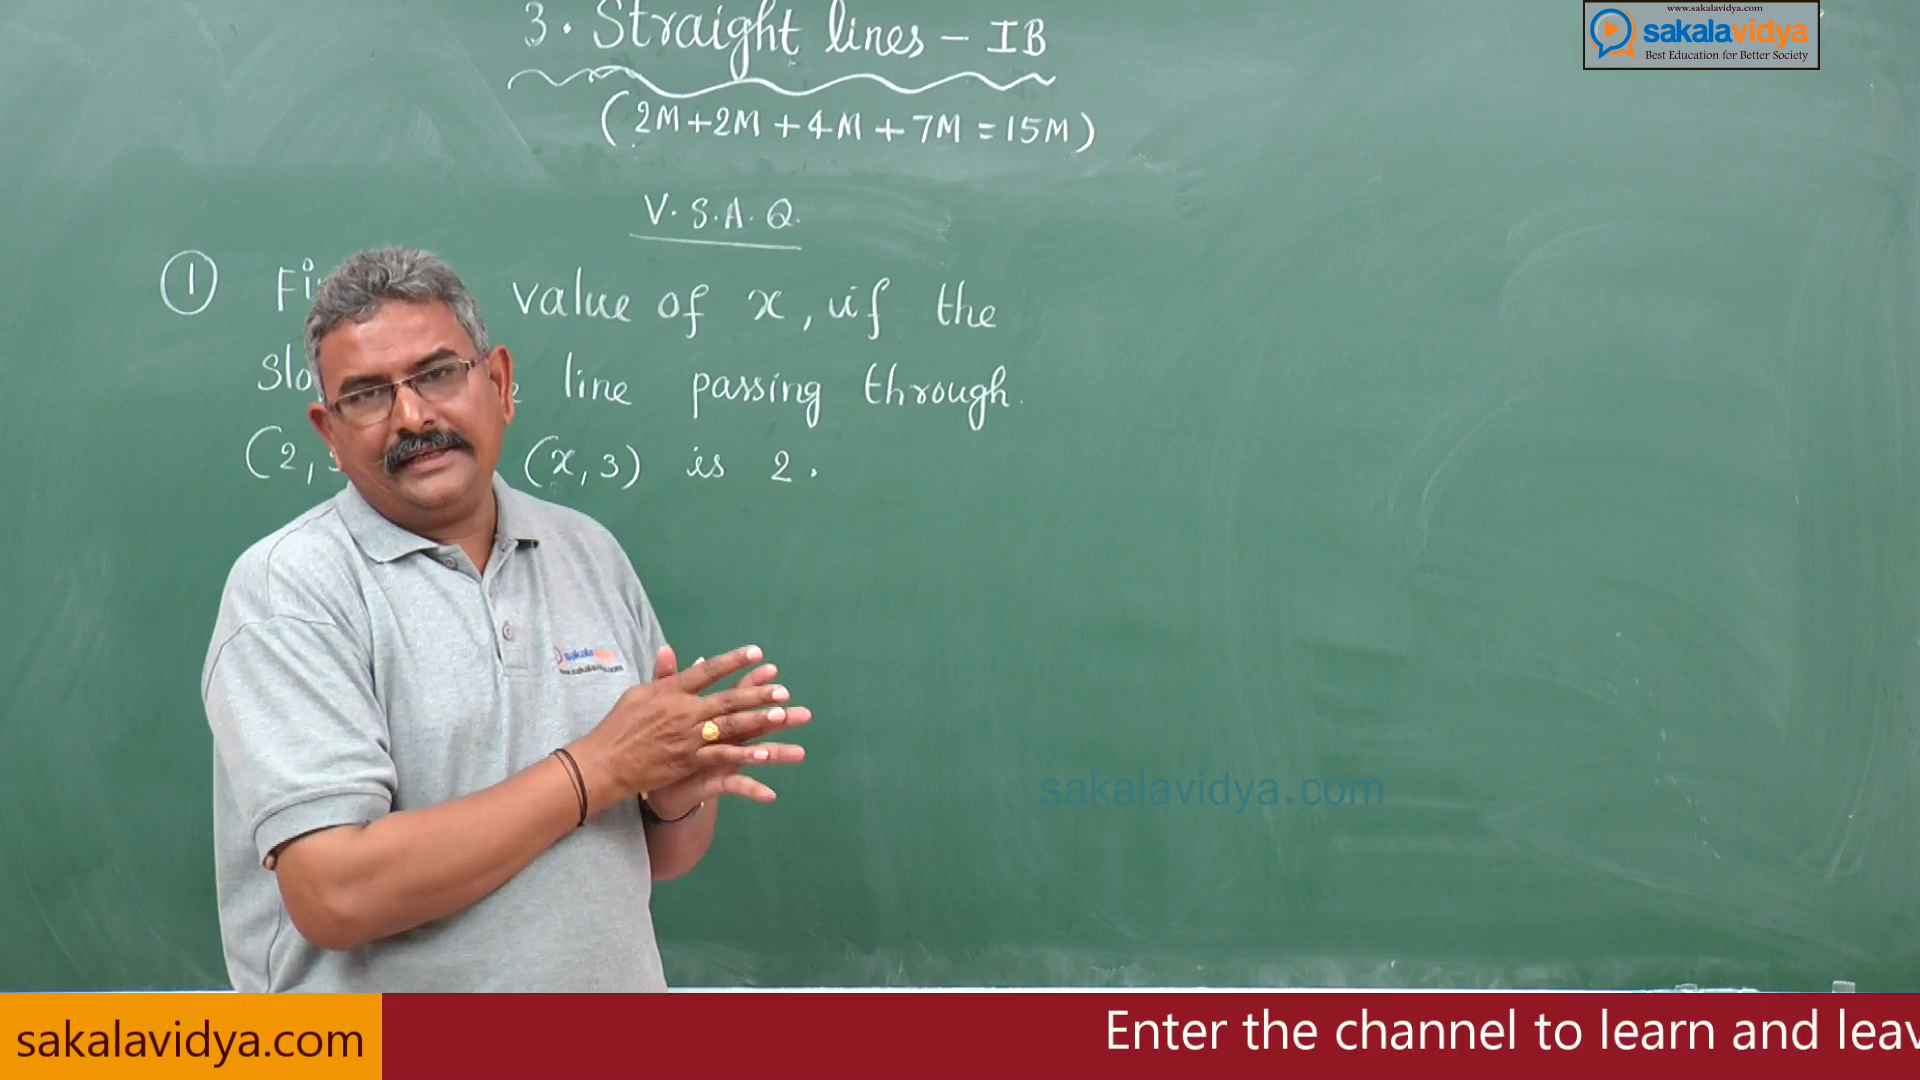 www.sakalavidya.com
sakalavidya
Best Education for Better Society
3. Straight lines - IB
(2M+2M+4M+7M=15M)
V.S.A.Q.
① value of x, if the
line passing through.
(2, (x,3) is 2.
sakalavidya
sakalavidya.com
sakalavidya.com
Enter the channel to learn and leav